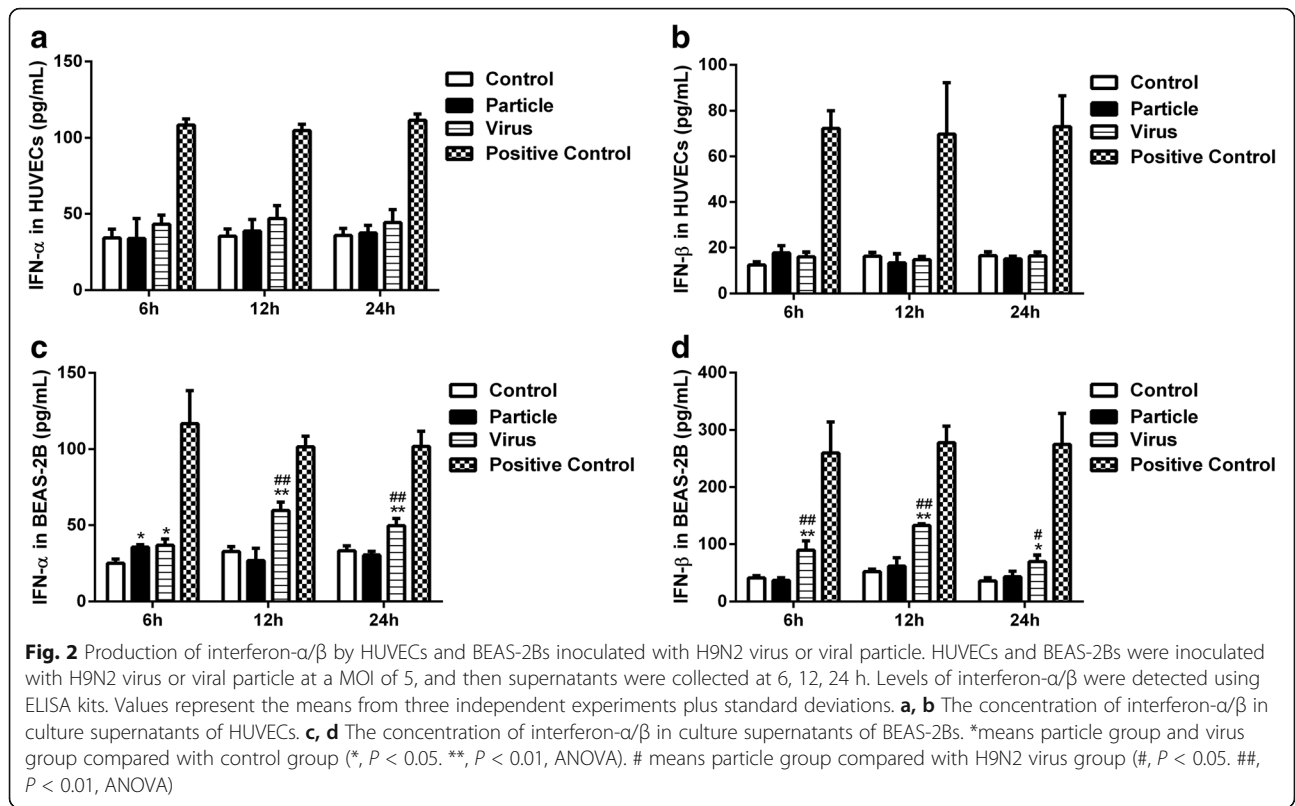 a
IFN-α in HUVECs (pg/mL)
150
100
50
0
6h 12h 24h
Control
Particle
Virus
Positive Control
b
IFN-β in HUVECs (pg/mL)
100
80
60
40
20
0
6h 12h 24h
Control
Particle
Virus
Positive Control
c
IFN-α in BEAS-2B (pg/mL)
150
100
50
0
* *
##
**
##
**
6h 12h 24h
Control
Particle
Virus
Positive Control
d
IFN-β in BEAS-2B (pg/mL)
400
300
200
100
0
##
**
##
**
#
*
6h 12h 24h
Control
Particle
Virus
Positive Control
Fig. 2 Production of interferon-α/β by HUVECs and BEAS-2Bs inoculated with H9N2 virus or viral particle. HUVECs and BEAS-2Bs were inoculated
with H9N2 virus or viral particle at a MOI of 5, and then supernatants were collected at 6, 12, 24 h. Levels of interferon-α/β were detected using
ELISA kits. Values represent the means from three independent experiments plus standard deviations. a, b The concentration of interferon-α/β in
culture supernatants of HUVECs. c, d The concentration of interferon-α/β in culture supernatants of BEAS-2Bs. *means particle group and virus
group compared with control group (*, P < 0.05. **, P < 0.01, ANOVA). # means particle group compared with H9N2 virus group (#, P < 0.05. ##,
P < 0.01, ANOVA)